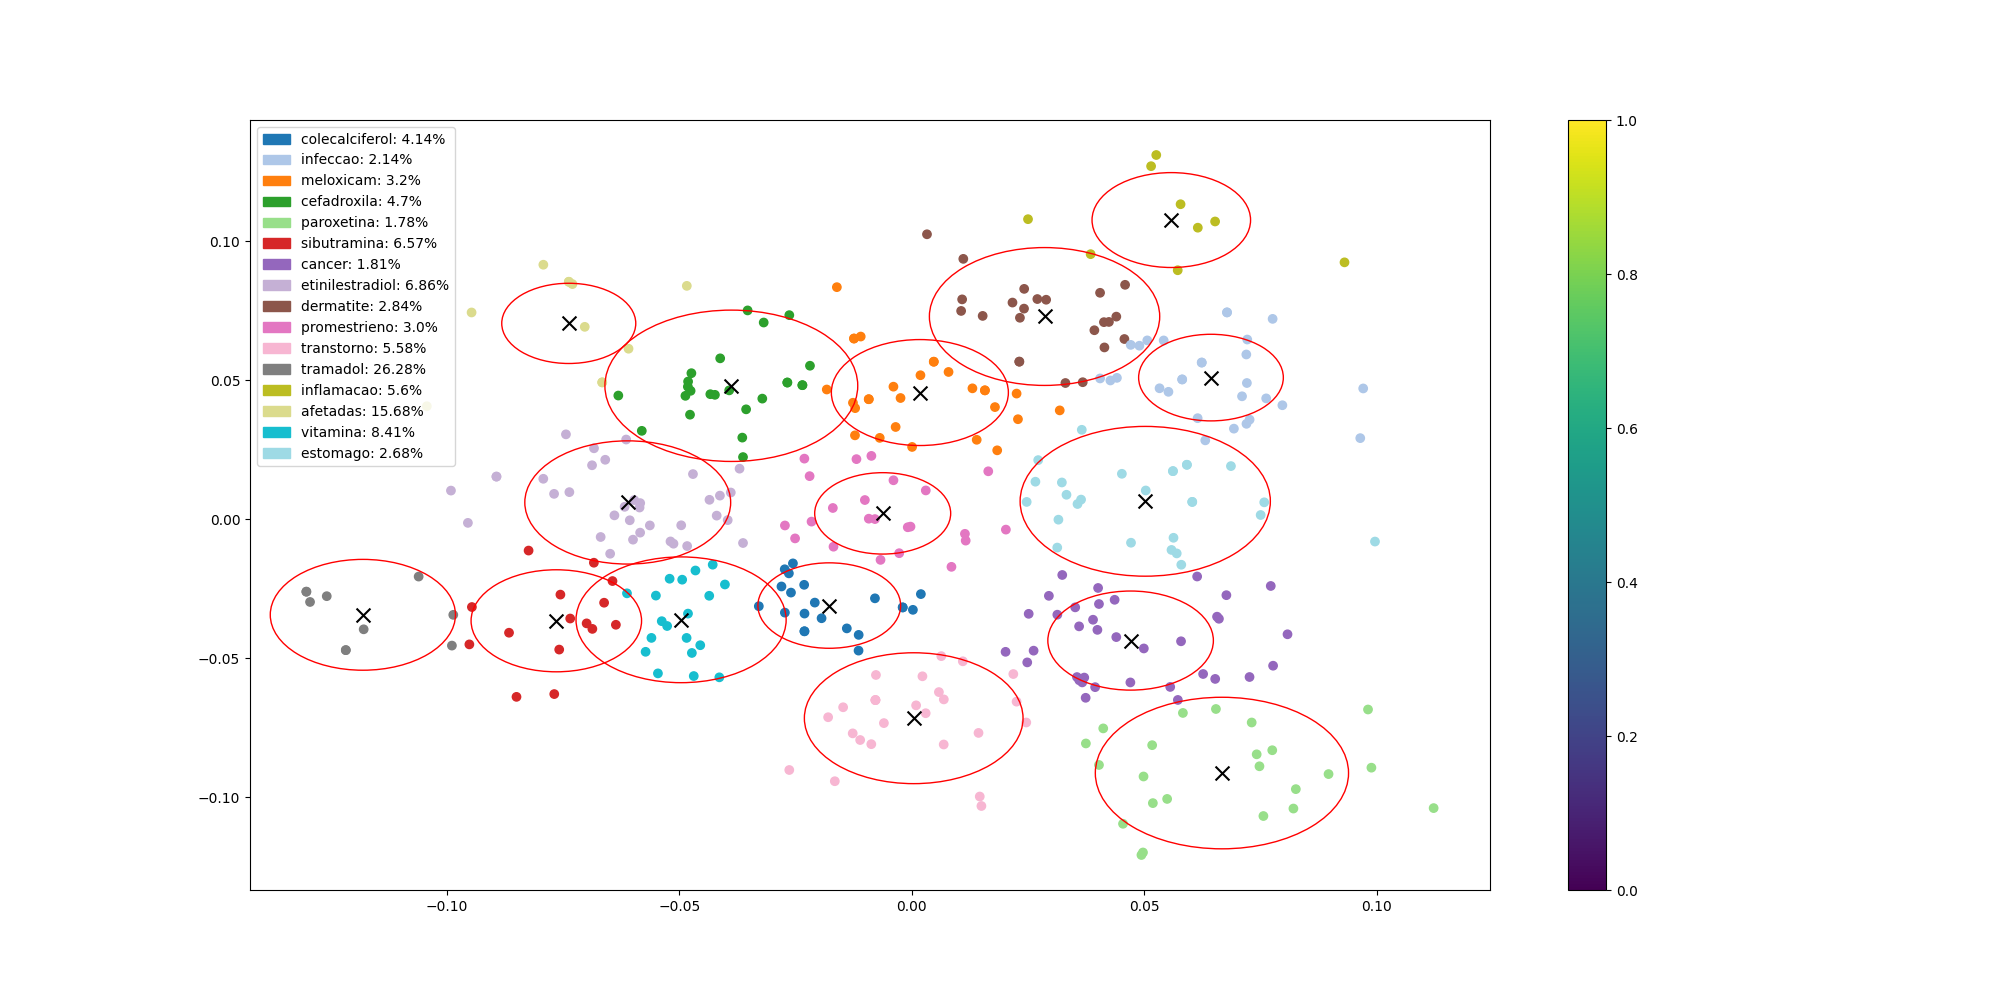 colecalciferol: 4.14%
infeccao: 2.14%
meloxicam: 3.2%
cefadroxila: 4.7%
paroxetina: 1.78%
sibutramina: 6.57%
cancer: 1.81%
etinilestradiol: 6.86%
dermatite: 2.84%
promestrieno: 3.0%
transtorno: 5.58%
tramadol: 26.28%
inflamacao: 5.6%
afetadas: 15.68%
vitamina: 8.41%
estomago: 2.68%
0.10
0.05
0.00
−0.05
−0.10
−0.10
−0.05
0.00
0.05
0.10
1.0
0.8
0.6
0.4
0.2
0.0